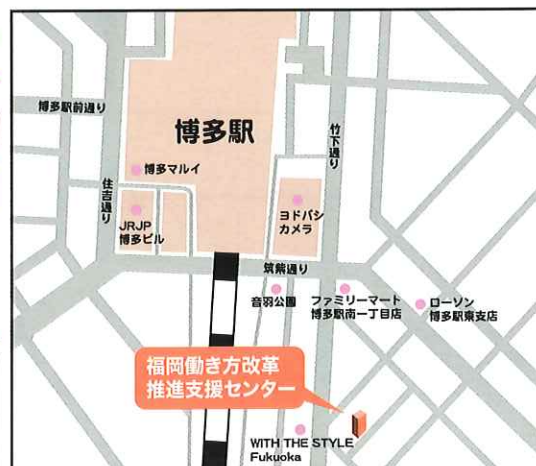 博多駅前通り
博多駅
竹下通り
住吉通り
博多マルイ
JRJP
博多ビル
ヨドバシ
カメラ
筑紫通り
音羽公園
ファミリーマート
博多駅南一丁目店
ローソン
博多駅東支店
福岡働き方改革
推進支援センター
WITH THE STYLE
Fukuoka